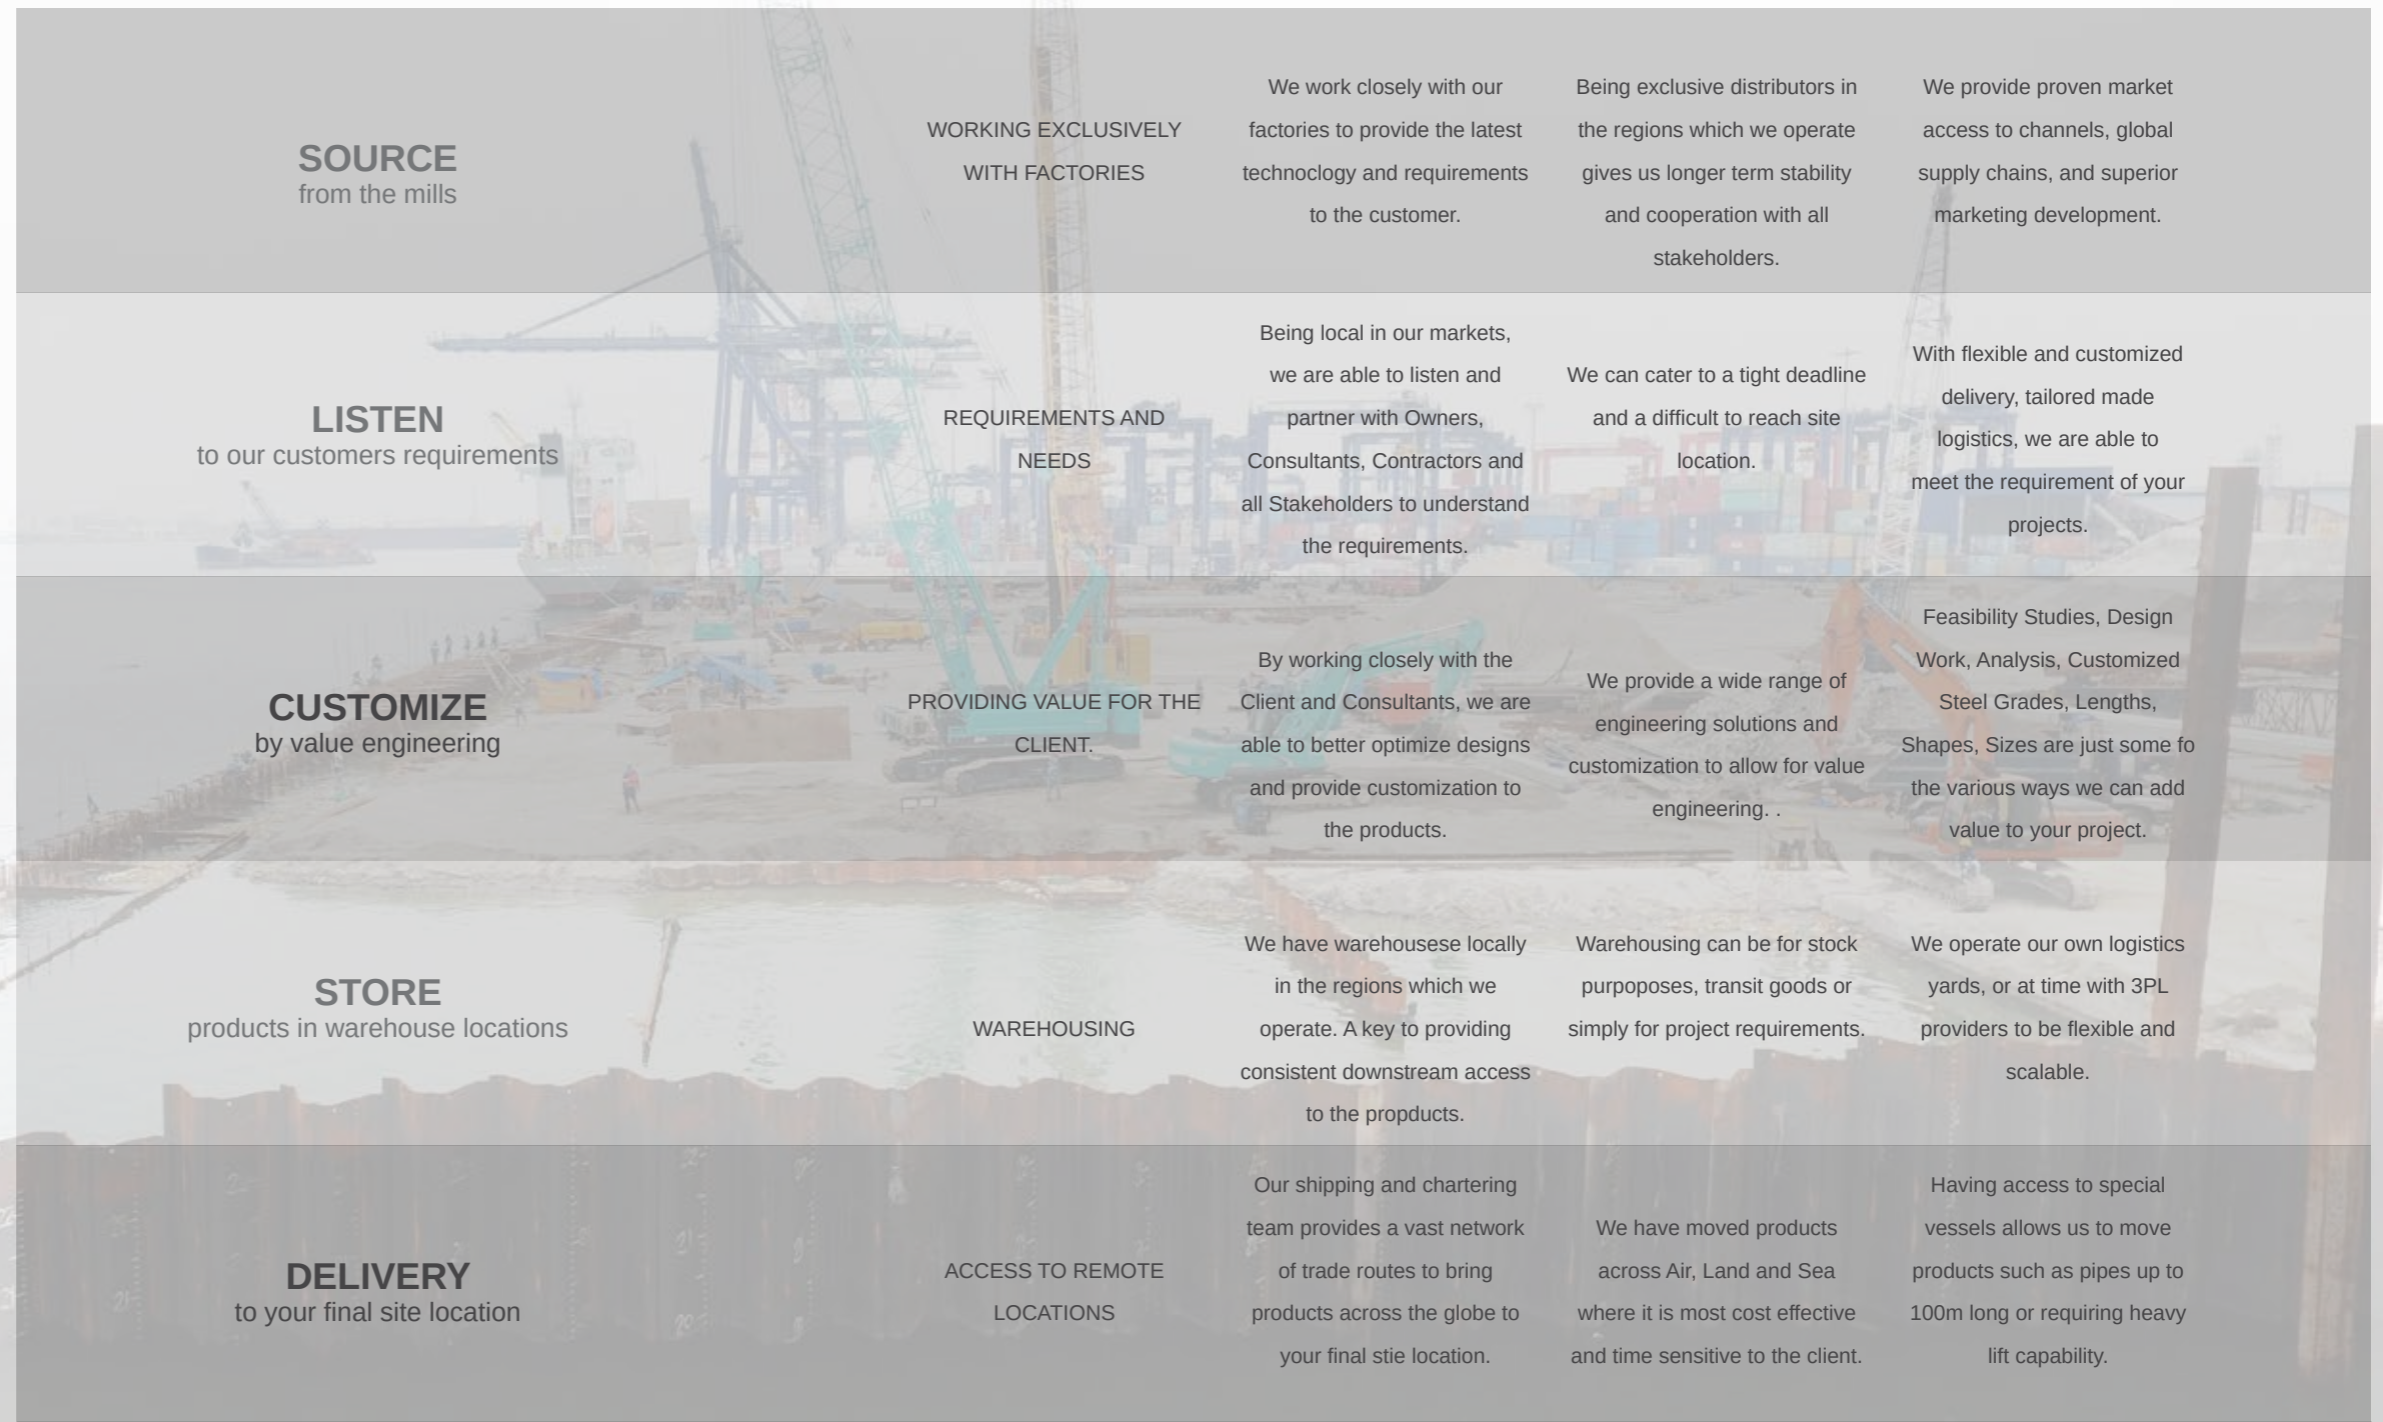 SOURCE
from the mills
WORKING EXCLUSIVELY
WITH FACTORIES
We work closely with our
factories to provide the latest
technoclogy and requirements
to the customer.
Being exclusive distributors in
the regions which we operate
gives us longer term stability
and cooperation with all
stakeholders.
We provide proven market
access to channels, global
supply chains, and superior
marketing development.
LISTEN
to our customers requirements
REQUIREMENTS AND
NEEDS
Being local in our markets,
we are able to listen and
partner with Owners,
Consultants, Contractors and
all Stakeholders to understand
the requirements.
We can cater to a tight deadline
and a difficult to reach site
location.
With flexible and customized
delivery, tailored made
logistics, we are able to
meet the requirement of your
projects.
CUSTOMIZE
by value engineering
PROVIDING VALUE FOR THE
CLIENT.
By working closely with the
Client and Consultants, we are
able to better optimize designs
and provide customization to
the products.
We provide a wide range of
engineering solutions and
customization to allow for value
engineering. .
Feasibility Studies, Design
Work, Analysis, Customized
Steel Grades, Lengths,
Shapes, Sizes are just some fo
the various ways we can add
value to your project.
STORE
products in warehouse locations
WAREHOUSING
We have warehousese locally
in the regions which we
operate. A key to providing
consistent downstream access
to the propducts.
Warehousing can be for stock
purpoposes, transit goods or
simply for project requirements.
We operate our own logistics
yards, or at time with 3PL
providers to be flexible and
scalable.
DELIVERY
to your final site location
ACCESS TO REMOTE
LOCATIONS
Our shipping and chartering
team provides a vast network
of trade routes to bring
products across the globe to
your final stie location.
We have moved products
across Air, Land and Sea
where it is most cost effective
and time sensitive to the client.
Having access to special
vessels allows us to move
products such as pipes up to
100m long or requiring heavy
lift capability.